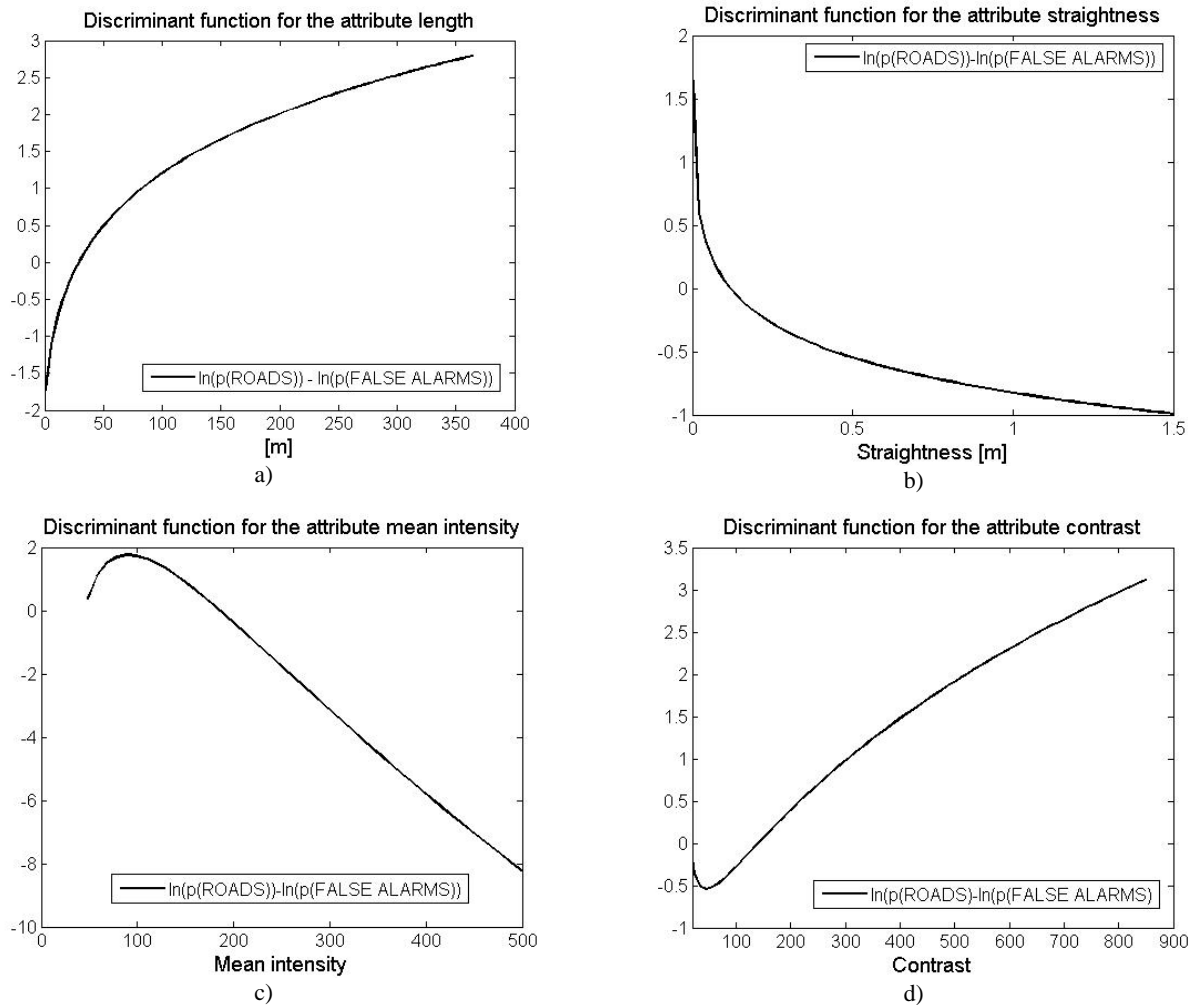 Discriminant function for the attribute length
3
2.5
2
1.5
1
0.5
0
-0.5
-1
-1.5
-2
ln(p(ROADS)) - ln(p(FALSE ALARMS))
0 50 100 150 200 250 300 350 400
[m]
a)
Discriminant function for the attribute straightness
2
1.5
1
0.5
0
-0.5
-1
ln(p(ROADS))-ln(p(FALSE ALARMS))
0 0.5 1 1.5
Straightness [m]
b)
Discriminant function for the attribute mean intensity
2
0
-2
-4
-6
-8
-10
ln(p(ROADS))-ln(p(FALSE ALARMS))
0 100 200 300 400 500
Mean intensity
c)
Discriminant function for the attribute contrast
3.5
3
2.5
2
1.5
1
0.5
0
-0.5
-1
ln(p(ROADS)-ln(p(FALSE ALARMS)
100 200 300 400 500 600 700 800 900
Contrast
d)